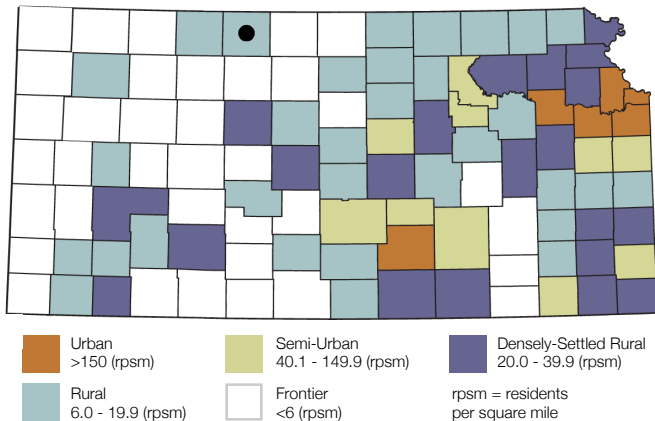 Urban
>150 (rpsm)
Semi-Urban
40.1 - 149.9 (rpsm)
Densely-Settled Rural
20.0 - 39.9 (rpsm)
Rural
6.0 - 19.9 (rpsm)
Frontier
<6 (rpsm)
rpsm = residents
per square mile